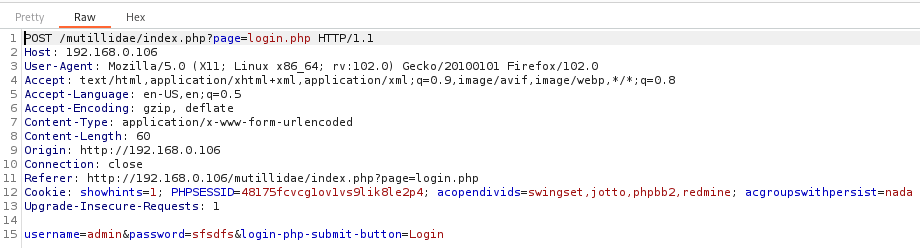 Pretty Raw Hex
1 POST /mutillidae/index.php?page=login.php HTTP/1.1
2 Host: 192.168.0.106
3 User-Agent: Mozilla/5.0 (X11; Linux x86_64; rv:102.0) Gecko/20100101 Firefox/102.0
4 Accept: text/html,application/xhtml+xml,application/xml;q=0.9,image/avif,image/webp,*/*;q=0.8
5 Accept-Language: en-US,en;q=0.5
6 Accept-Encoding: gzip, deflate
7 Content-Type: application/x-www-form-urlencoded
8 Content-Length: 60
9 Origin: http://192.168.0.106
10 Connection: close
11 Referer: http://192.168.0.106/mutillidae/index.php?page=login.php
12 Cookie: showhints=1; PHPSESSID=48175fcvcg1ov1vs9lik8le2p4; acopendivids=swingset,jotto,phpbb2,redmine; acgroupswithpersist=nada
13 Upgrade-Insecure-Requests: 1
14
15 username=admin&password=sfsdfs&login-php-submit-button=Login